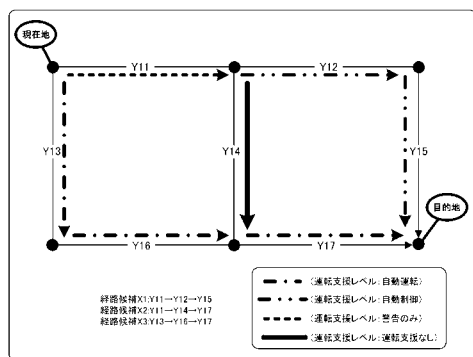 現在地
Y11
Y12
Y13
Y14
Y15
目的地
Y16
Y17
(運転支援レベル：自動運転)
(運転支援レベル：自動制御)
(運転支援レベル：警告のみ)
(運転支援レベル：運転支援なし)
経路候補X1:Y11→Y12→Y15
経路候補X2:Y11→Y14→Y17
経路候補X3:Y13→Y16→Y17